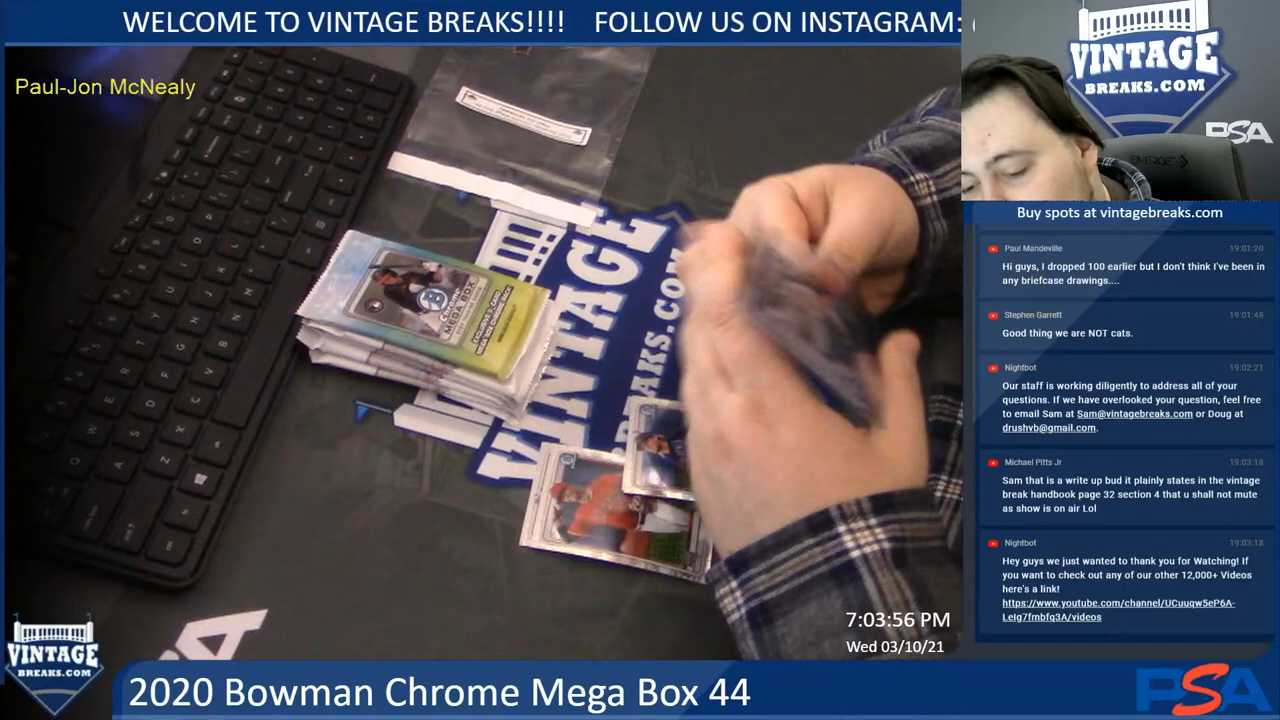 WELCOME TO VINTAGE BREAKS!!!! FOLLOW US ON INSTAGRAM:
Paul-Jon McNealy
VINTAGE
BREAKS.COM
PSA
Buy spots at vintagebreaks.com
Paul Mandeville 19:01:20
Hi guys, I dropped 100 earlier but I don't think I've been in
any briefcase drawings....
Stephen Garrett 19:01:48
Good thing we are NOT cats.
Nightbot 19:02:21
Our staff is working diligently to address all of your
questions. If we have overlooked your question, feel free
to email Sam at Sam@vintagebreaks.com or Doug at
drushvb@gmail.com.
Michael Pitts Jr 19:03:18
Sam that is a write up bud it plainly states in the vintage
break handbook page 32 section 4 that u shall not mute
as show is on air Lol
Nightbot 19:03:18
Hey guys we just wanted to thank you for Watching! If
you want to check out any of our other 12,000+ Videos
here's a link!
https://www.youtube.com/channel/UCuuqw5eP6A-
LeIg7fmbfq3A/videos
Chrome
MEGA BOX
VINTAGE
BREAKS.COM
7:03:56 PM
Wed 03/10/21
VINTAGE
BREAKS.COM
2020 Bowman Chrome Mega Box 44
PSA